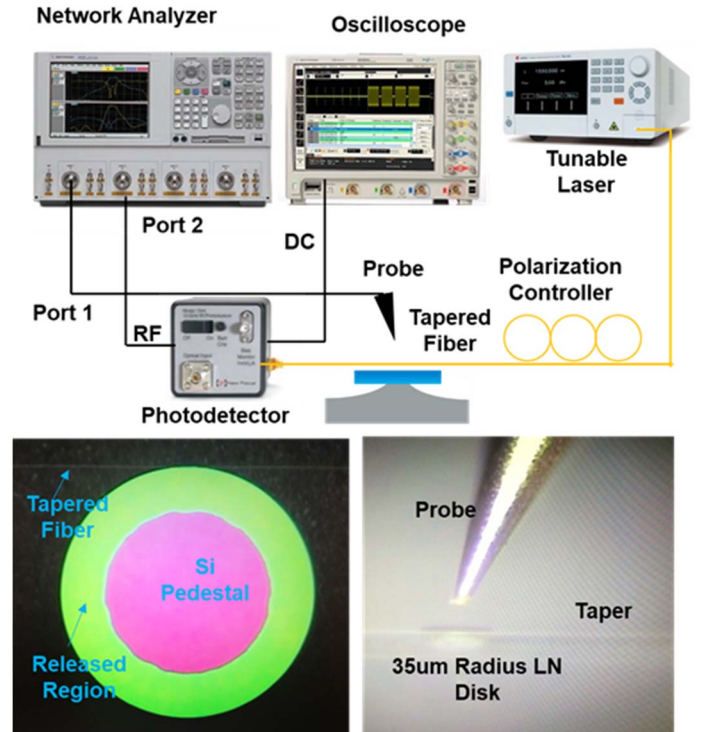 Network Analyzer
Oscilloscope
Tunable
Laser
Port 2
DC
Probe
Polarization
Controller
Port 1
RF
Tapered
Fiber
Photodetector
Tapered
Fiber
Si
Pedestal
Released
Region
Probe
Taper
35um Radius LN
Disk